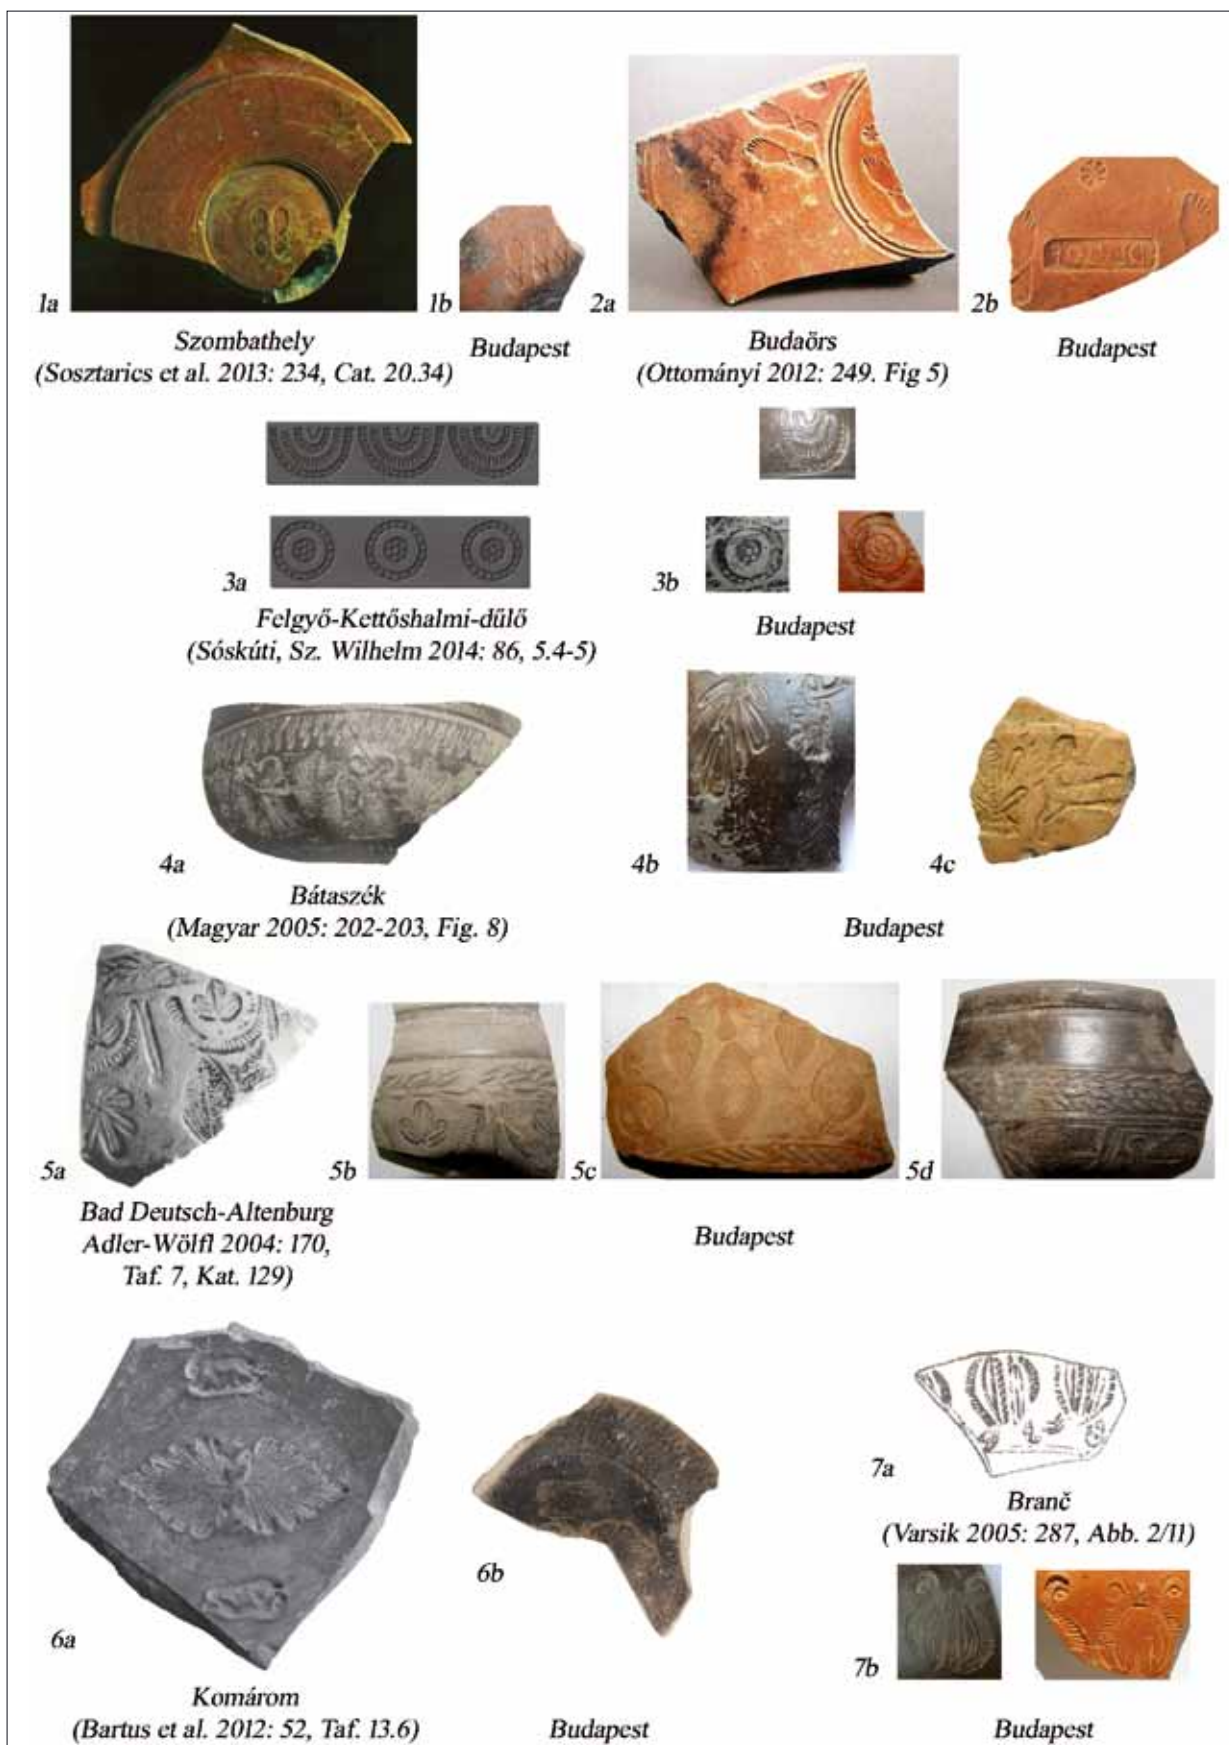 1a
1b
2a
2b
Szombathely
(Sosztarics et al. 2013: 234, Cat. 20.34)
Budapest
Budaörs
(Ottományi 2012: 249. Fig 5)
Budapest
3a
3b
Felgyő-Kettőshalmi-dűlő
(Sóskúti, Sz. Wilhelm 2014: 86, 5.4-5)
Budapest
4a
4b
4c
Bátaszék
(Magyar 2005: 202-203, Fig. 8)
Budapest
5a
5b
5c
5d
Bad Deutsch-Altenburg
Adler-Wölfl 2004: 170,
Taf. 7, Kat. 129)
Budapest
6a
6b
7a
Branč
(Varsik 2005: 287, Abb. 2/11)
7b
Komárom
(Bartus et al. 2012: 52, Taf. 13.6)
Budapest
Budapest